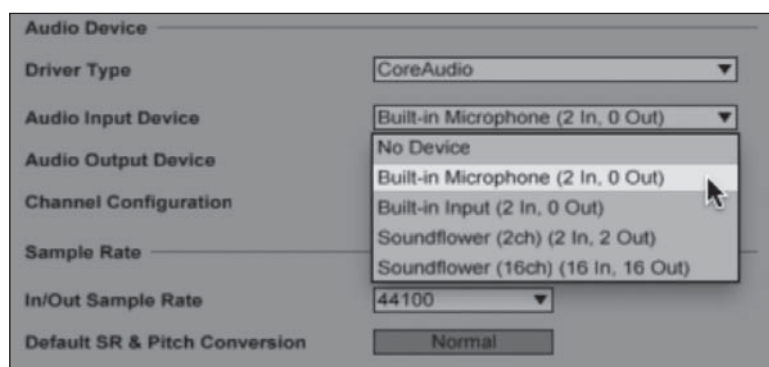 Audio Device
Driver Type CoreAudio
Audio Input Device Built-in Microphone (2 In, 0 Out)
No Device
Audio Output Device
Built-in Microphone (2 In, 0 Out)
Channel Configuration
Built-in Input (2 In, 0 Out)
Soundflower (2ch) (2 In, 2 Out)
Sample Rate
Soundflower (16ch) (16 In, 16 Out)
In/Out Sample Rate 44100
Default SR & Pitch Conversion Normal